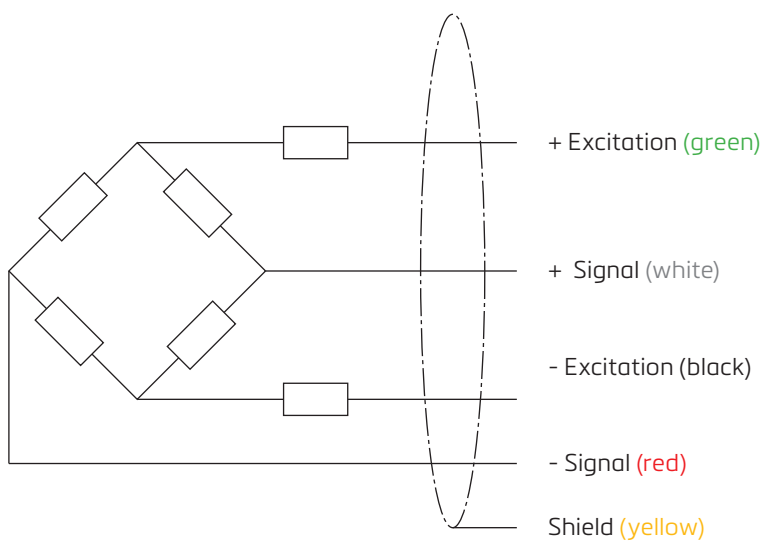 + Excitation (green)
+ Signal (white)
- Excitation (black)
- Signal (red)
Shield (yellow)